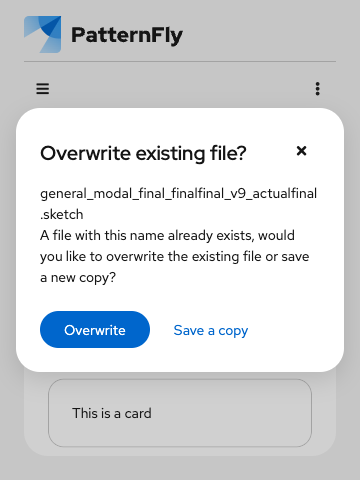 PatternFly
Overwrite existing file?
general_modal_final_finalfinal_v9_actualfinal
.sketch
A file with this name already exists, would
you like to overwrite the existing file or save
a new copy?
Overwrite
Save a copy
This is a card